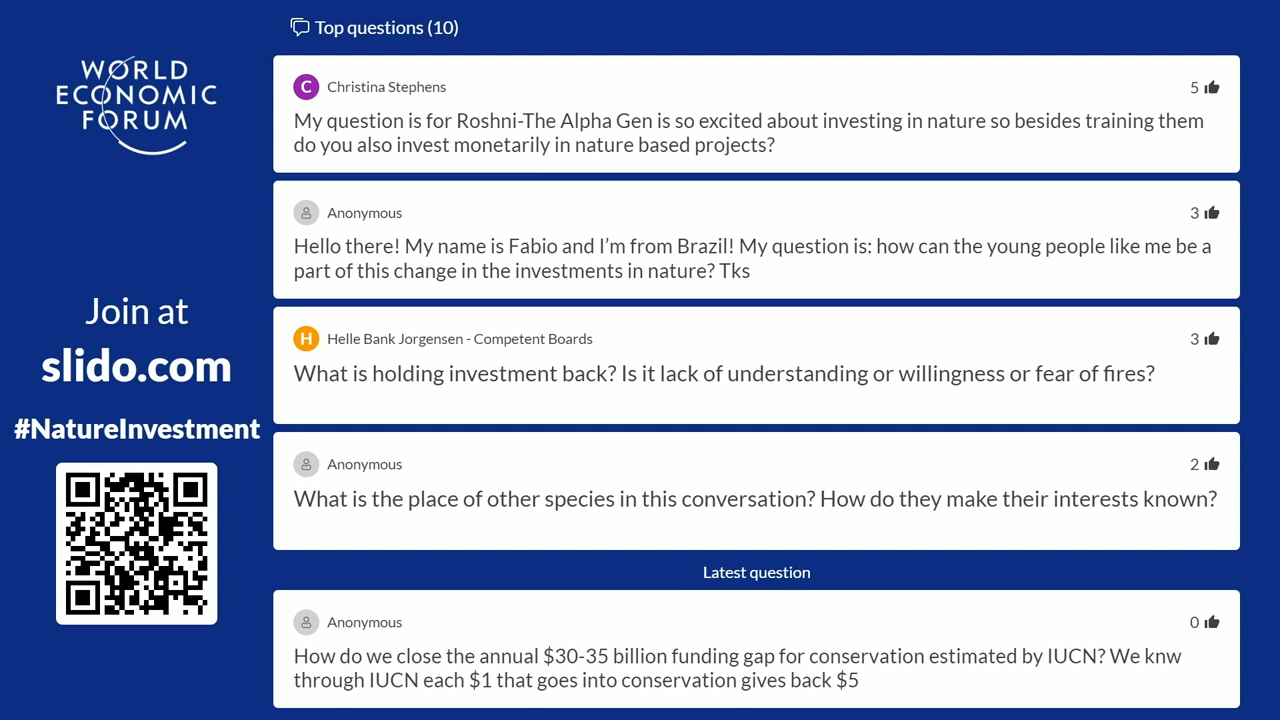 WORLD
ECONOMIC
FORUM
Join at
slido.com
#NatureInvestment
Top questions (10)
C
Christina Stephens
5
My question is for Roshni-The Alpha Gen is so excited about investing in nature so besides training them
do you also invest monetarily in nature based projects?
Anonymous
3
Hello there! My name is Fabio and I’m from Brazil! My question is: how can the young people like me be a
part of this change in the investments in nature? Tks
H
Helle Bank Jorgensen - Competent Boards
3
What is holding investment back? Is it lack of understanding or willingness or fear of fires?
Anonymous
2
What is the place of other species in this conversation? How do they make their interests known?
Latest question
Anonymous
0
How do we close the annual $30-35 billion funding gap for conservation estimated by IUCN? We knw
through IUCN each $1 that goes into conservation gives back $5